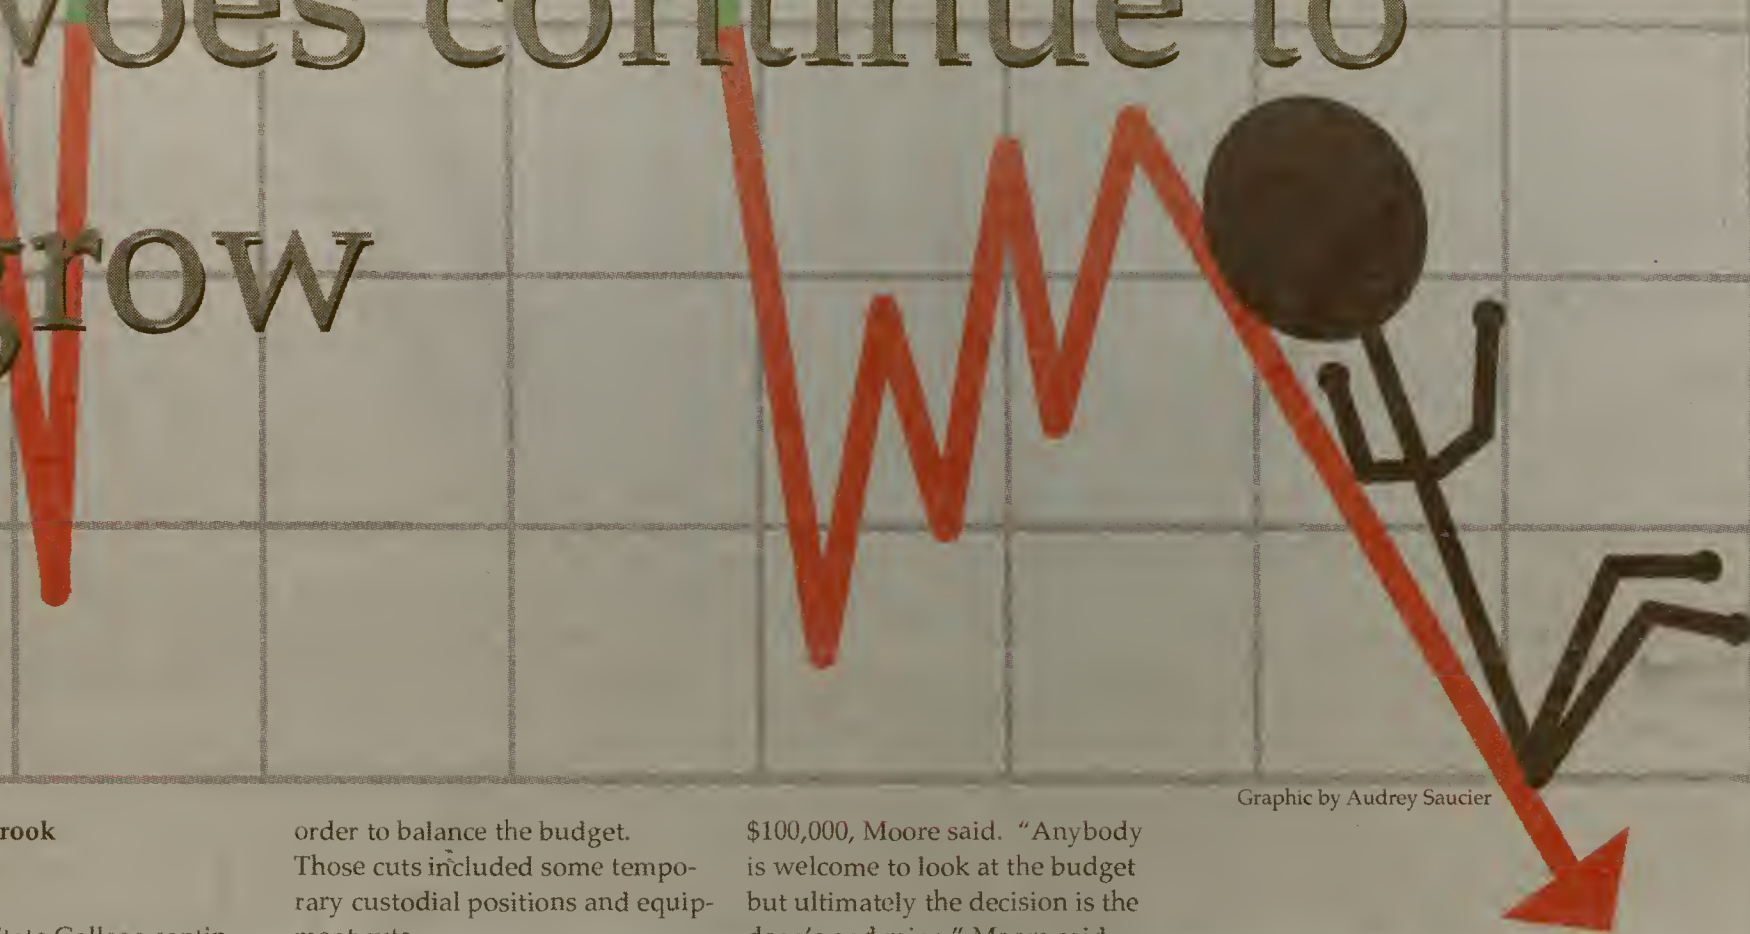 continue to
row
Graphic by Audrey Saucier
rook
order to balance the budget.
Those cuts included some tempo-
rary custodial positions and equip-
$100,000, Moore said. “Anybody
is welcome to look at the budget
but ultimately the decision is the